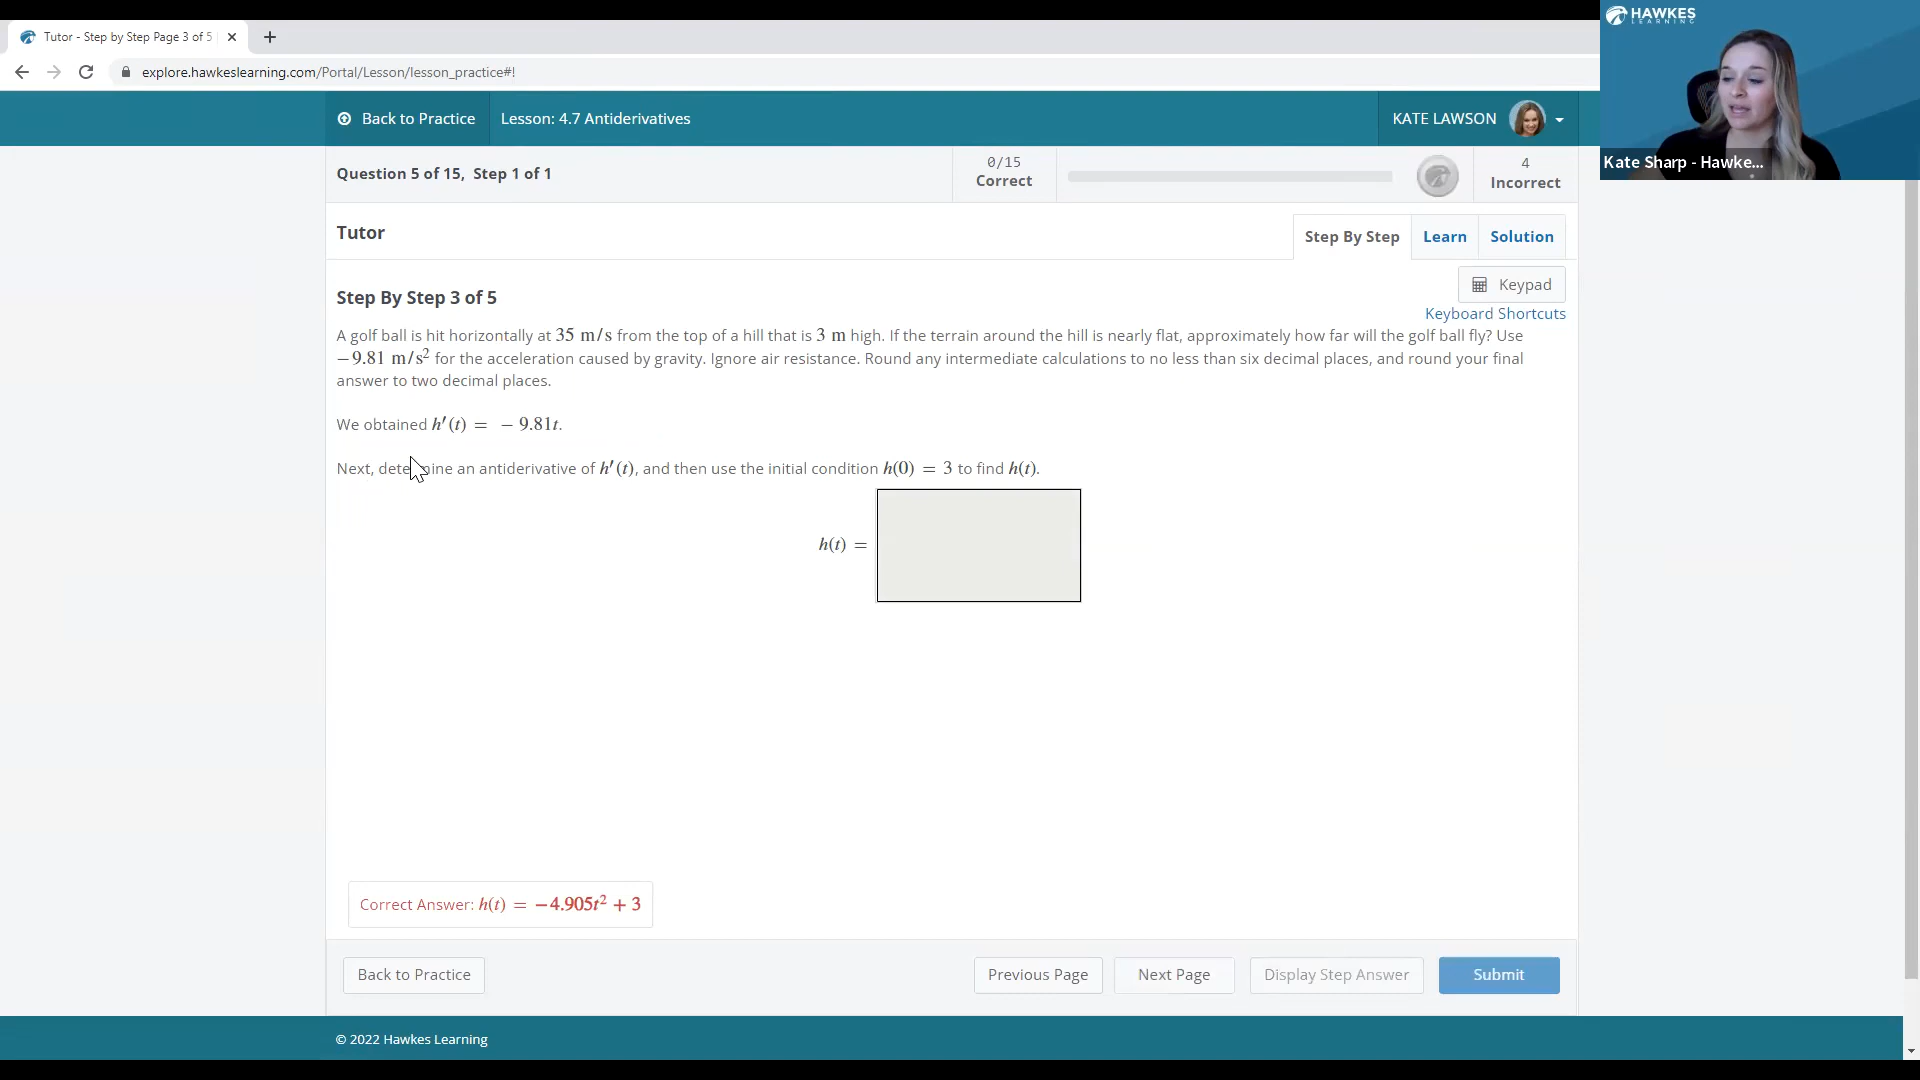 HAWKES
LEARNING
Tutor - Step by Step Page 3 of 5
explore.hawkeslearning.com/Portal/Lesson/lesson_practice#!
Back to Practice
Lesson: 4.7 Antiderivatives
KATE LAWSON
Kate Sharp - Hawke...
Question 5 of 15, Step 1 of 1
0/15
Correct
4
Incorrect
Tutor
Step By Step
Learn
Solution
Keypad
Keyboard Shortcuts
Step By Step 3 of 5
A golf ball is hit horizontally at 35 m/s from the top of a hill that is 3 m high. If the terrain around the hill is nearly flat, approximately how far will the golf ball fly? Use
−9.81 m/s² for the acceleration caused by gravity. Ignore air resistance. Round any intermediate calculations to no less than six decimal places, and round your final
answer to two decimal places.
We obtained h′(t) = − 9.81t.
Next, determine an antiderivative of h′(t), and then use the initial condition h(0) = 3 to find h(t).
h(t) =
Correct Answer: h(t) = −4.905t² + 3
Back to Practice
Previous Page
Next Page
Display Step Answer
Submit
© 2022 Hawkes Learning